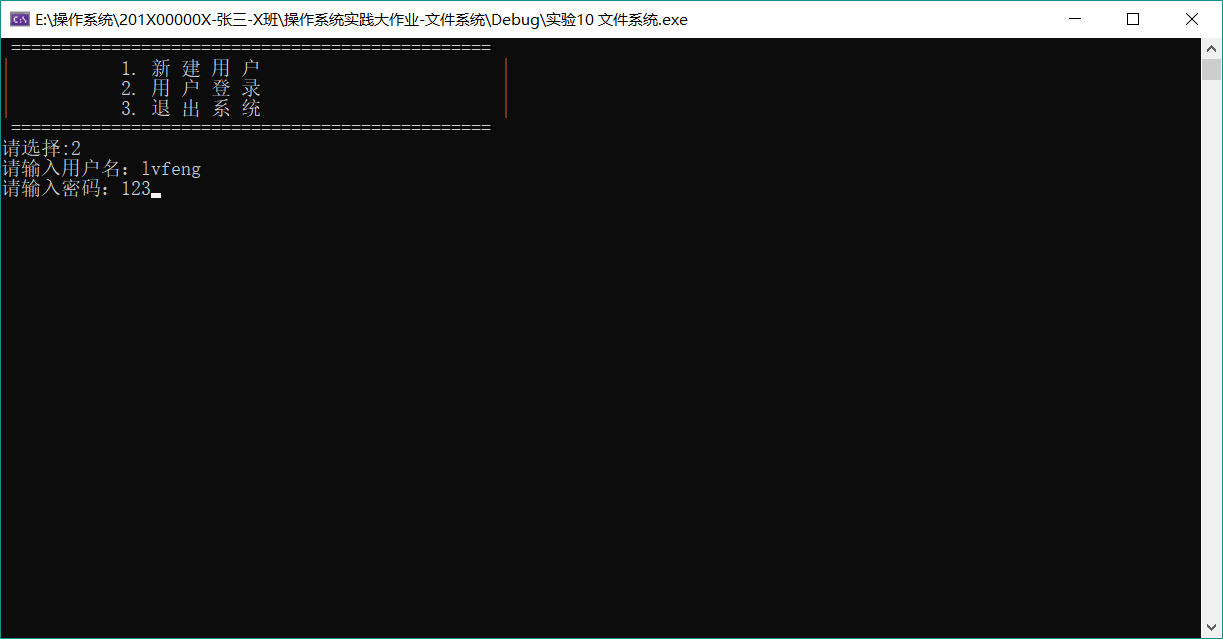 E:\操作系统\201X00000X-张三-X班\操作系统实践大作业-文件系统\Debug\实验10 文件系统.exe
================================================
1. 新 建 用 户
2. 用 户 登 录
3. 退 出 系 统
================================================
请选择:2
请输入用户名：lvfeng
请输入密码：123